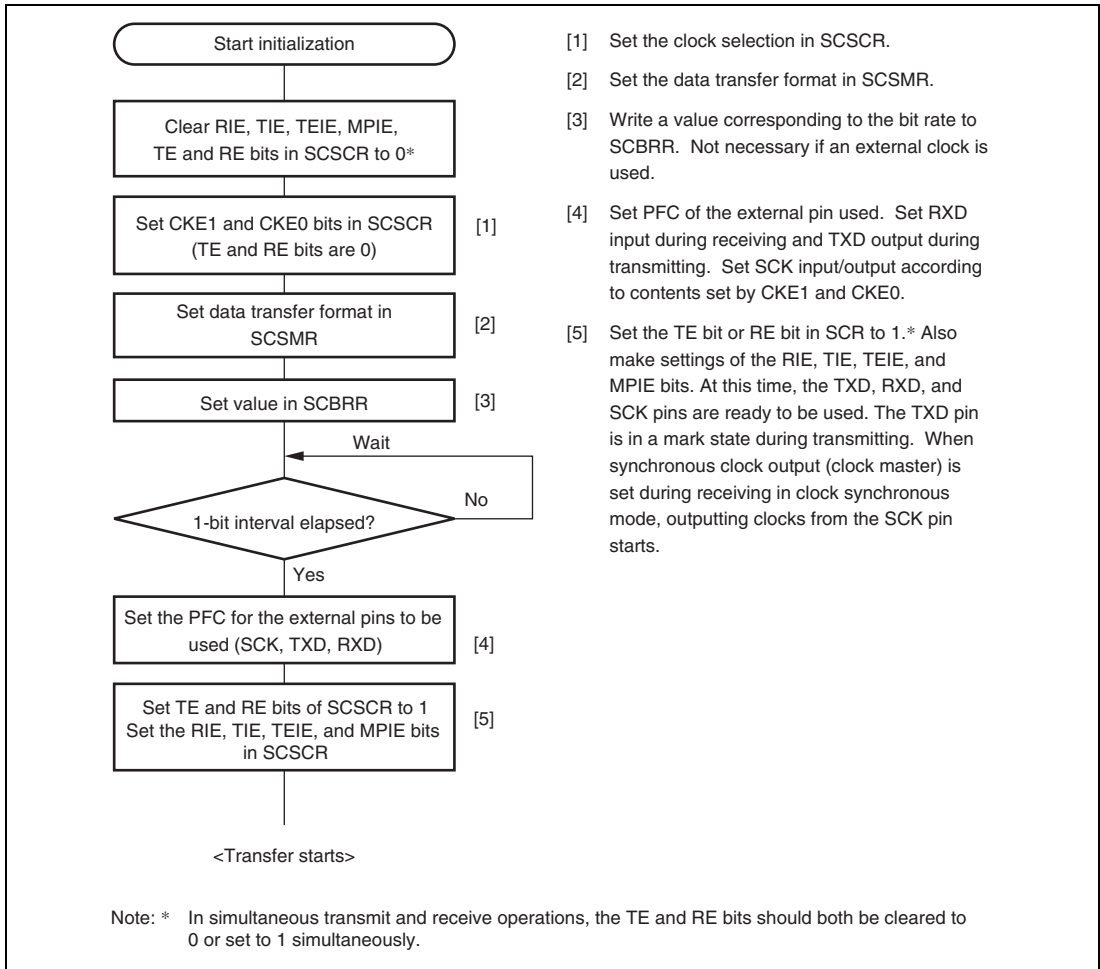 Start initialization
Clear RIE, TIE, TEIE, MPIE,
TE and RE bits in SCSCR to 0*
Set CKE1 and CKE0 bits in SCSCR
(TE and RE bits are 0)
[1]
Set data transfer format in
SCSMR
[2]
Set value in SCBRR
[3]
Wait
No
1-bit interval elapsed?
Yes
Set the PFC for the external pins to be
used (SCK, TXD, RXD)
[4]
Set TE and RE bits of SCSCR to 1
Set the RIE, TIE, TEIE, and MPIE bits
in SCSCR
[5]
<Transfer starts>
[1] Set the clock selection in SCSCR.
[2] Set the data transfer format in SCSMR.
[3] Write a value corresponding to the bit rate to
SCBRR. Not necessary if an external clock is
used.
[4] Set PFC of the external pin used. Set RXD
input during receiving and TXD output during
transmitting. Set SCK input/output according
to contents set by CKE1 and CKE0.
[5] Set the TE bit or RE bit in SCR to 1.* Also
make settings of the RIE, TIE, TEIE, and
MPIE bits. At this time, the TXD, RXD, and
SCK pins are ready to be used. The TXD pin
is in a mark state during transmitting. When
synchronous clock output (clock master) is
set during receiving in clock synchronous
mode, outputting clocks from the SCK pin
starts.
Note: * In simultaneous transmit and receive operations, the TE and RE bits should both be cleared to
0 or set to 1 simultaneously.